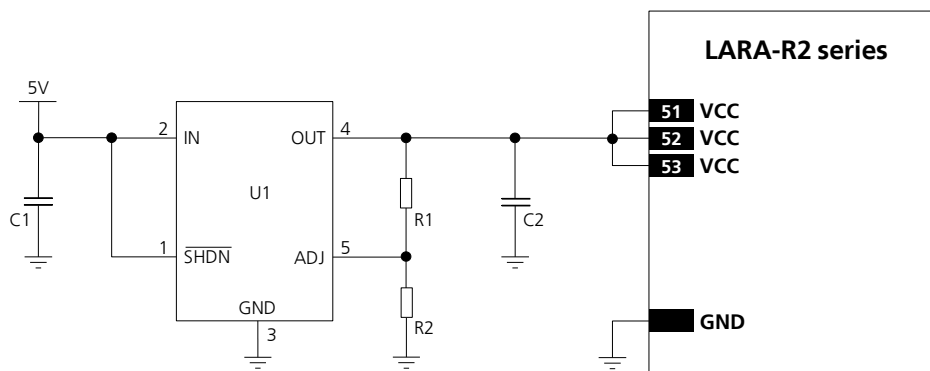 LARA-R2 series
5V
51 VCC
2 IN
OUT 4
52 VCC
53 VCC
U1
C1
R1
C2
1 SHDN
ADJ 5
GND
3
R2
GND